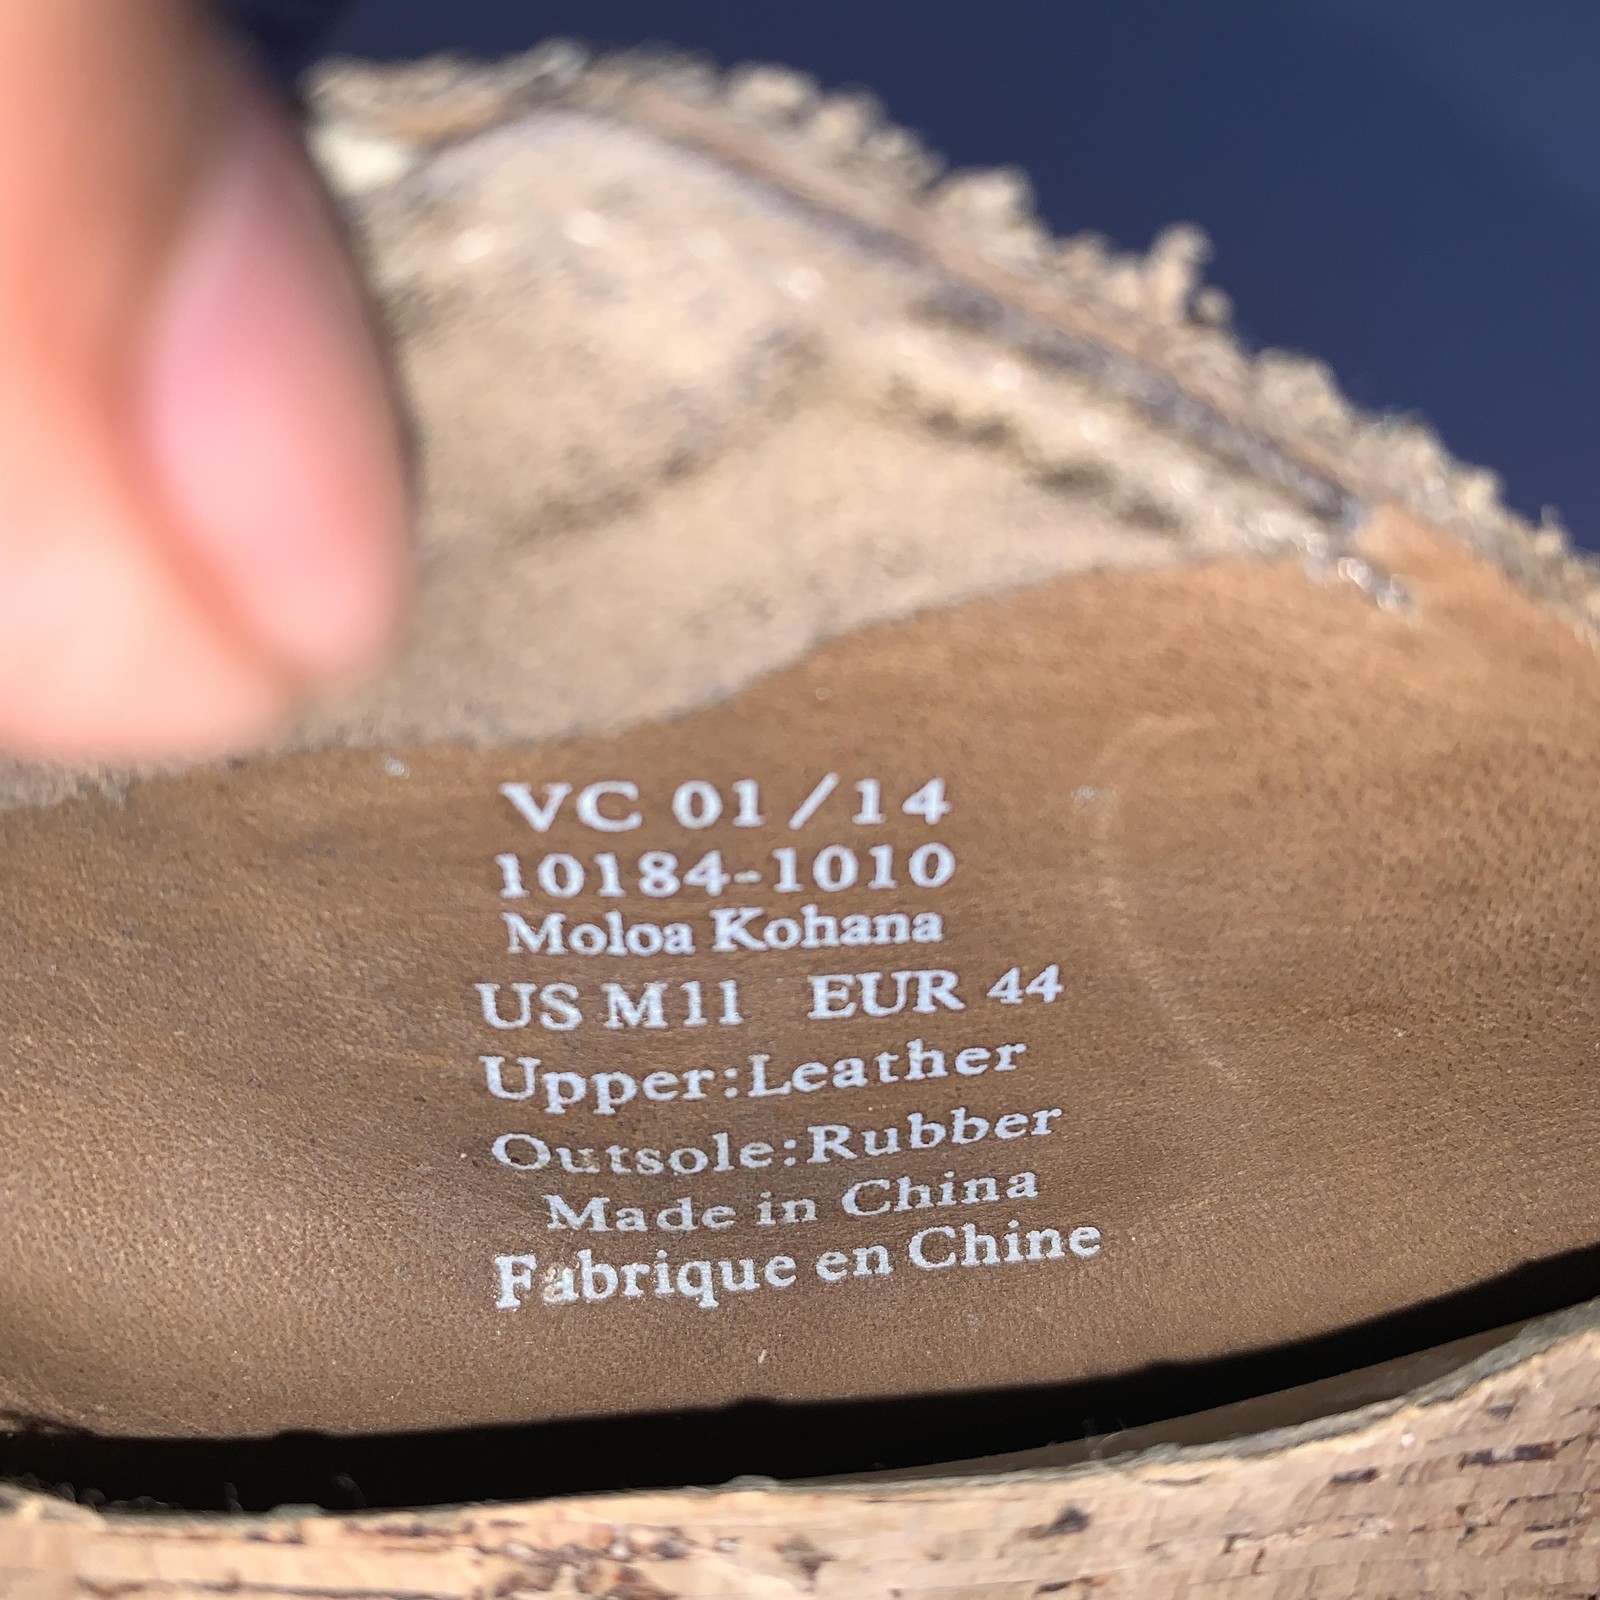 VC 01/14
10184-1010
Moloa Kohana
US M11 EUR 44
Upper:Leather
Outsole:Rubber
Made in China
Fabrique en Chine